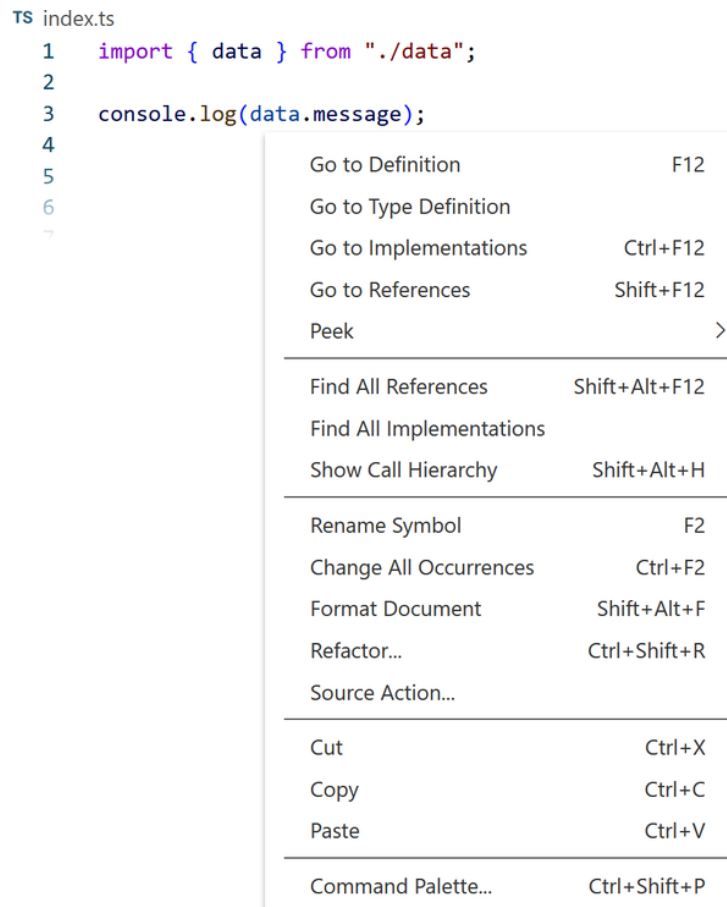 TS index.ts
1 import { data } from "./data";
2
3 console.log(data.message);
4
5
6
7
Go to Definition F12
Go to Type Definition
Go to Implementations Ctrl+F12
Go to References Shift+F12
Peek >
Find All References Shift+Alt+F12
Find All Implementations
Show Call Hierarchy Shift+Alt+H
Rename Symbol F2
Change All Occurrences Ctrl+F2
Format Document Shift+Alt+F
Refactor... Ctrl+Shift+R
Source Action...
Cut Ctrl+X
Copy Ctrl+C
Paste Ctrl+V
Command Palette... Ctrl+Shift+P